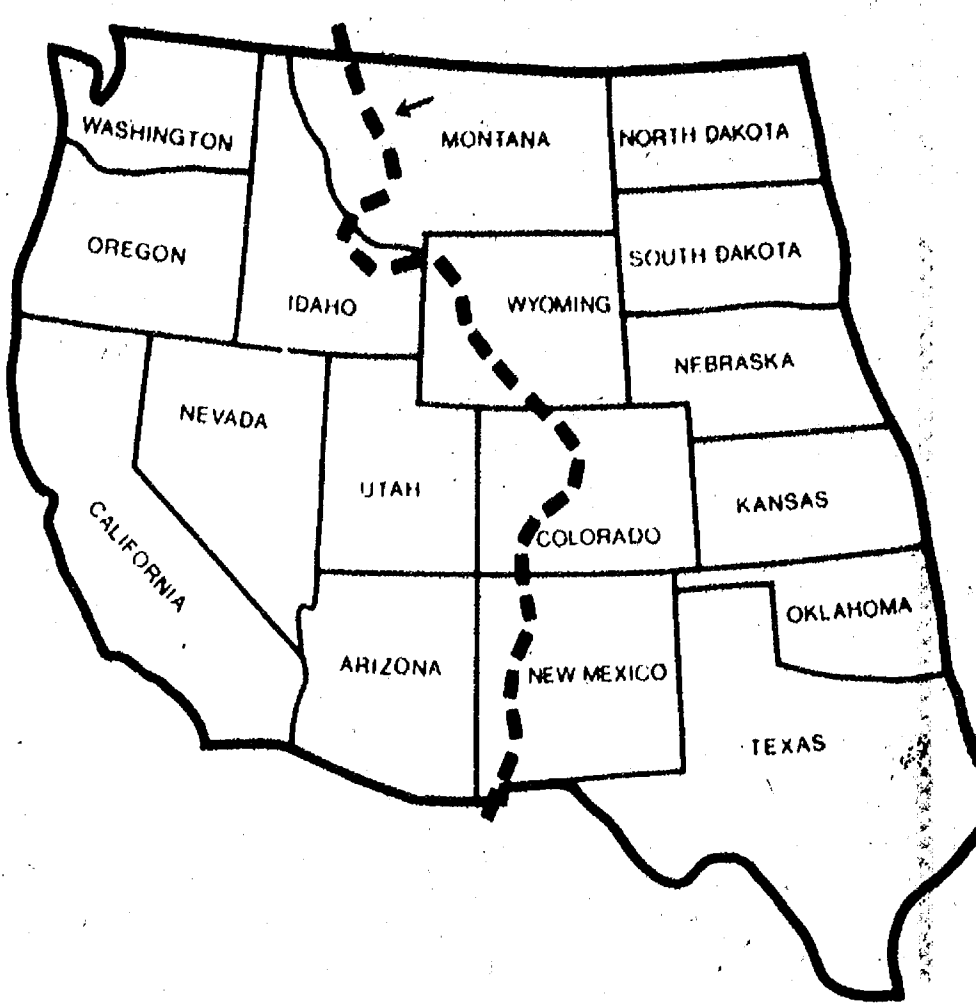 WASHINGTON
MONTANA
NORTH DAKOTA
OREGON
SOUTH DAKOTA
IDAHO
WYOMING
NEBRASKA
NEVADA
UTAH
KANSAS
CALIFORNIA
COLORADO
OKLAHOMA
ARIZONA
NEW MEXICO
TEXAS